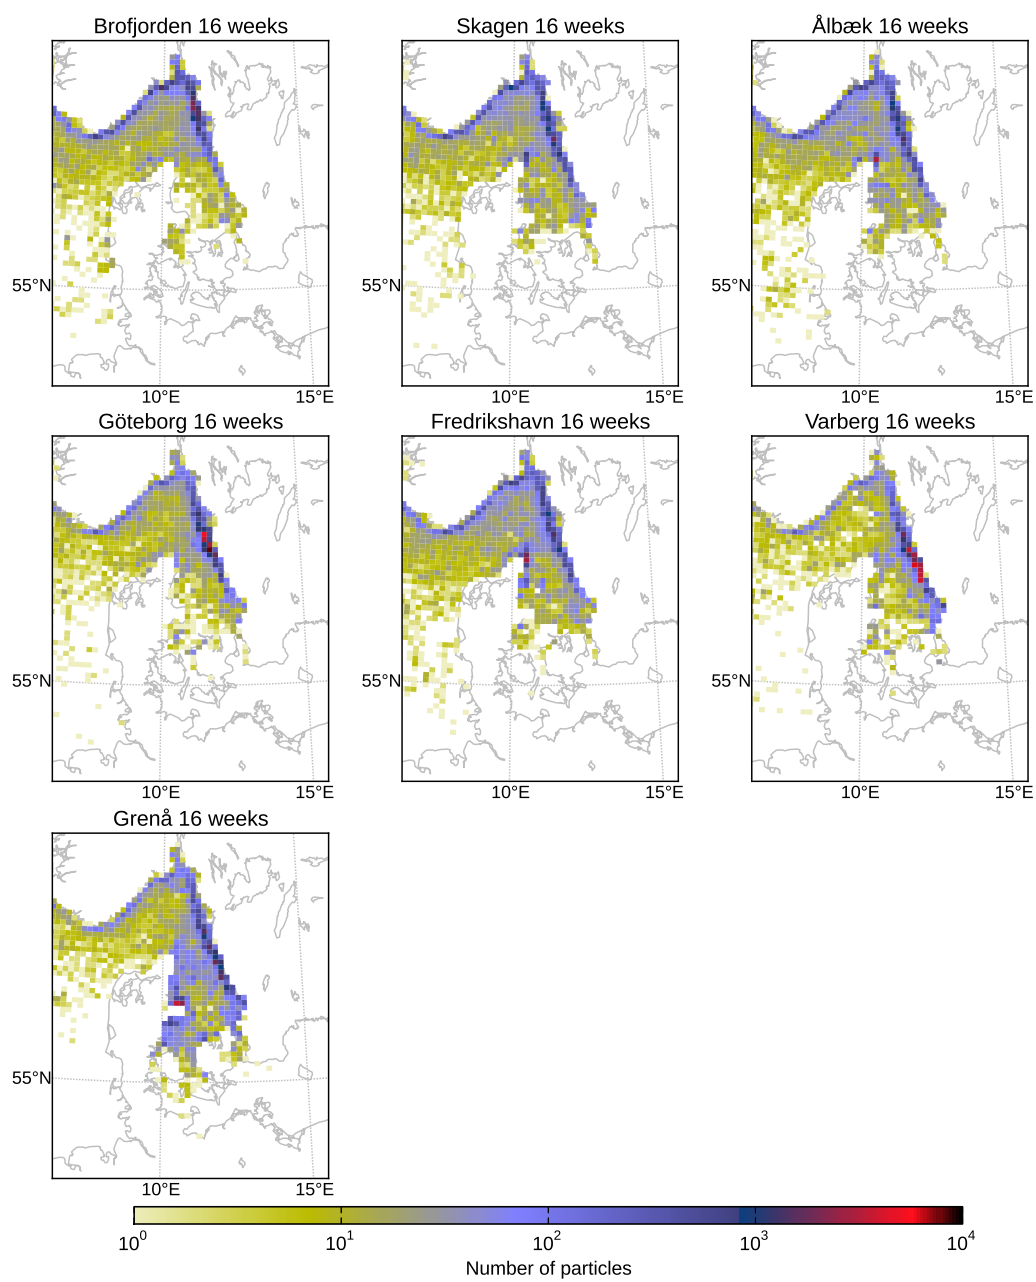 Brofjorden 16 weeks
Skagen 16 weeks
Ålbæk 16 weeks
55°N
10°E
15°E
55°N
10°E
15°E
55°N
10°E
15°E
Göteborg 16 weeks
Fredrikshavn 16 weeks
Varberg 16 weeks
55°N
10°E
15°E
55°N
10°E
15°E
55°N
10°E
15°E
Grenå 16 weeks
55°N
10°E
15°E
10⁰
10¹
10²
10³
10⁴
Number of particles